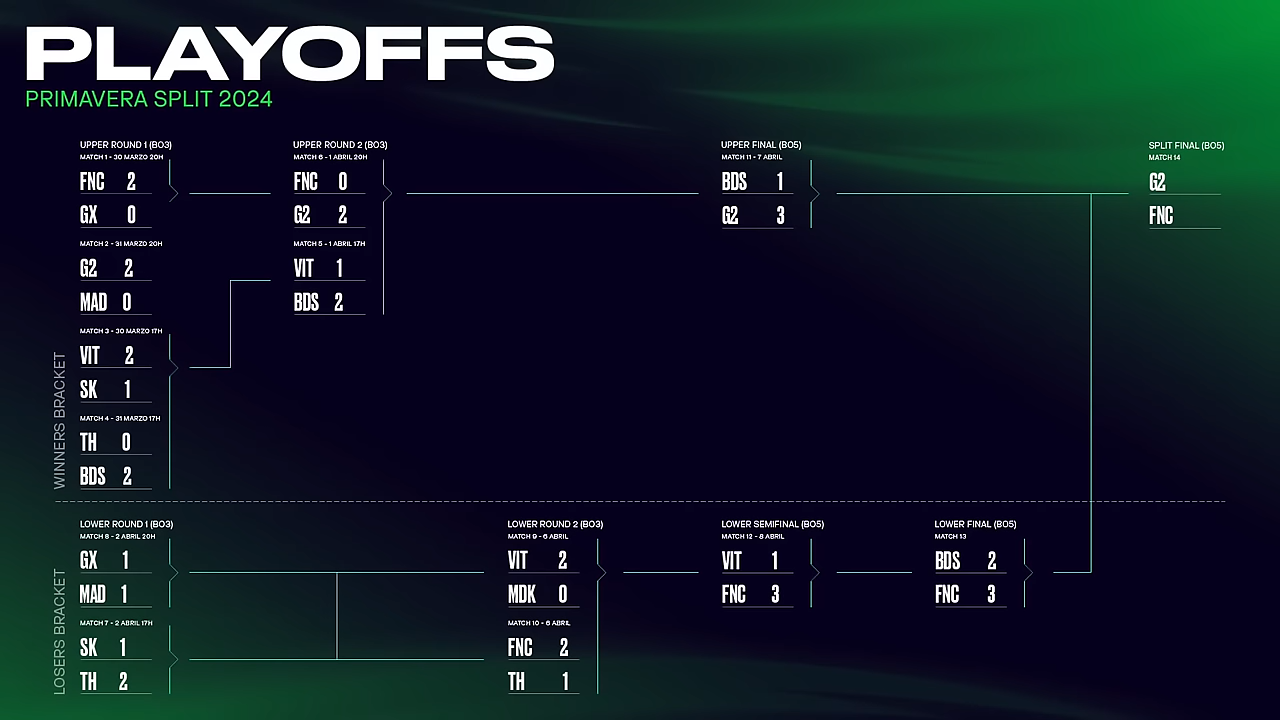 PLAYOFFS
PRIMAVERA SPLIT 2024
WINNERS BRACKET
UPPER ROUND 1 (BO3)
MATCH 1 - 30 MARZO 20H
FNC 2
GX 0
MATCH 2 - 31 MARZO 20H
G2 2
MAD 0
MATCH 3 - 30 MARZO 17H
VIT 2
SK 1
MATCH 4 - 31 MARZO 17H
TH 0
BDS 2
UPPER ROUND 2 (BO3)
MATCH 6 - 1 ABRIL 20H
FNC 0
G2 2
MATCH 5 - 1 ABRIL 17H
VIT 1
BDS 2
UPPER FINAL (BO5)
MATCH 11 - 7 ABRIL
BDS 1
G2 3
SPLIT FINAL (BO5)
MATCH 14
G2
FNC
LOSERS BRACKET
LOWER ROUND 1 (BO3)
MATCH 8 - 2 ABRIL 20H
GX 1
MAD 1
MATCH 7 - 2 ABRIL 17H
SK 1
TH 2
LOWER ROUND 2 (BO3)
MATCH 9 - 6 ABRIL
VIT 2
MDK 0
MATCH 10 - 6 ABRIL
FNC 2
TH 1
LOWER SEMIFINAL (BO5)
MATCH 12 - 8 ABRIL
VIT 1
FNC 3
LOWER FINAL (BO5)
MATCH 13
BDS 2
FNC 3